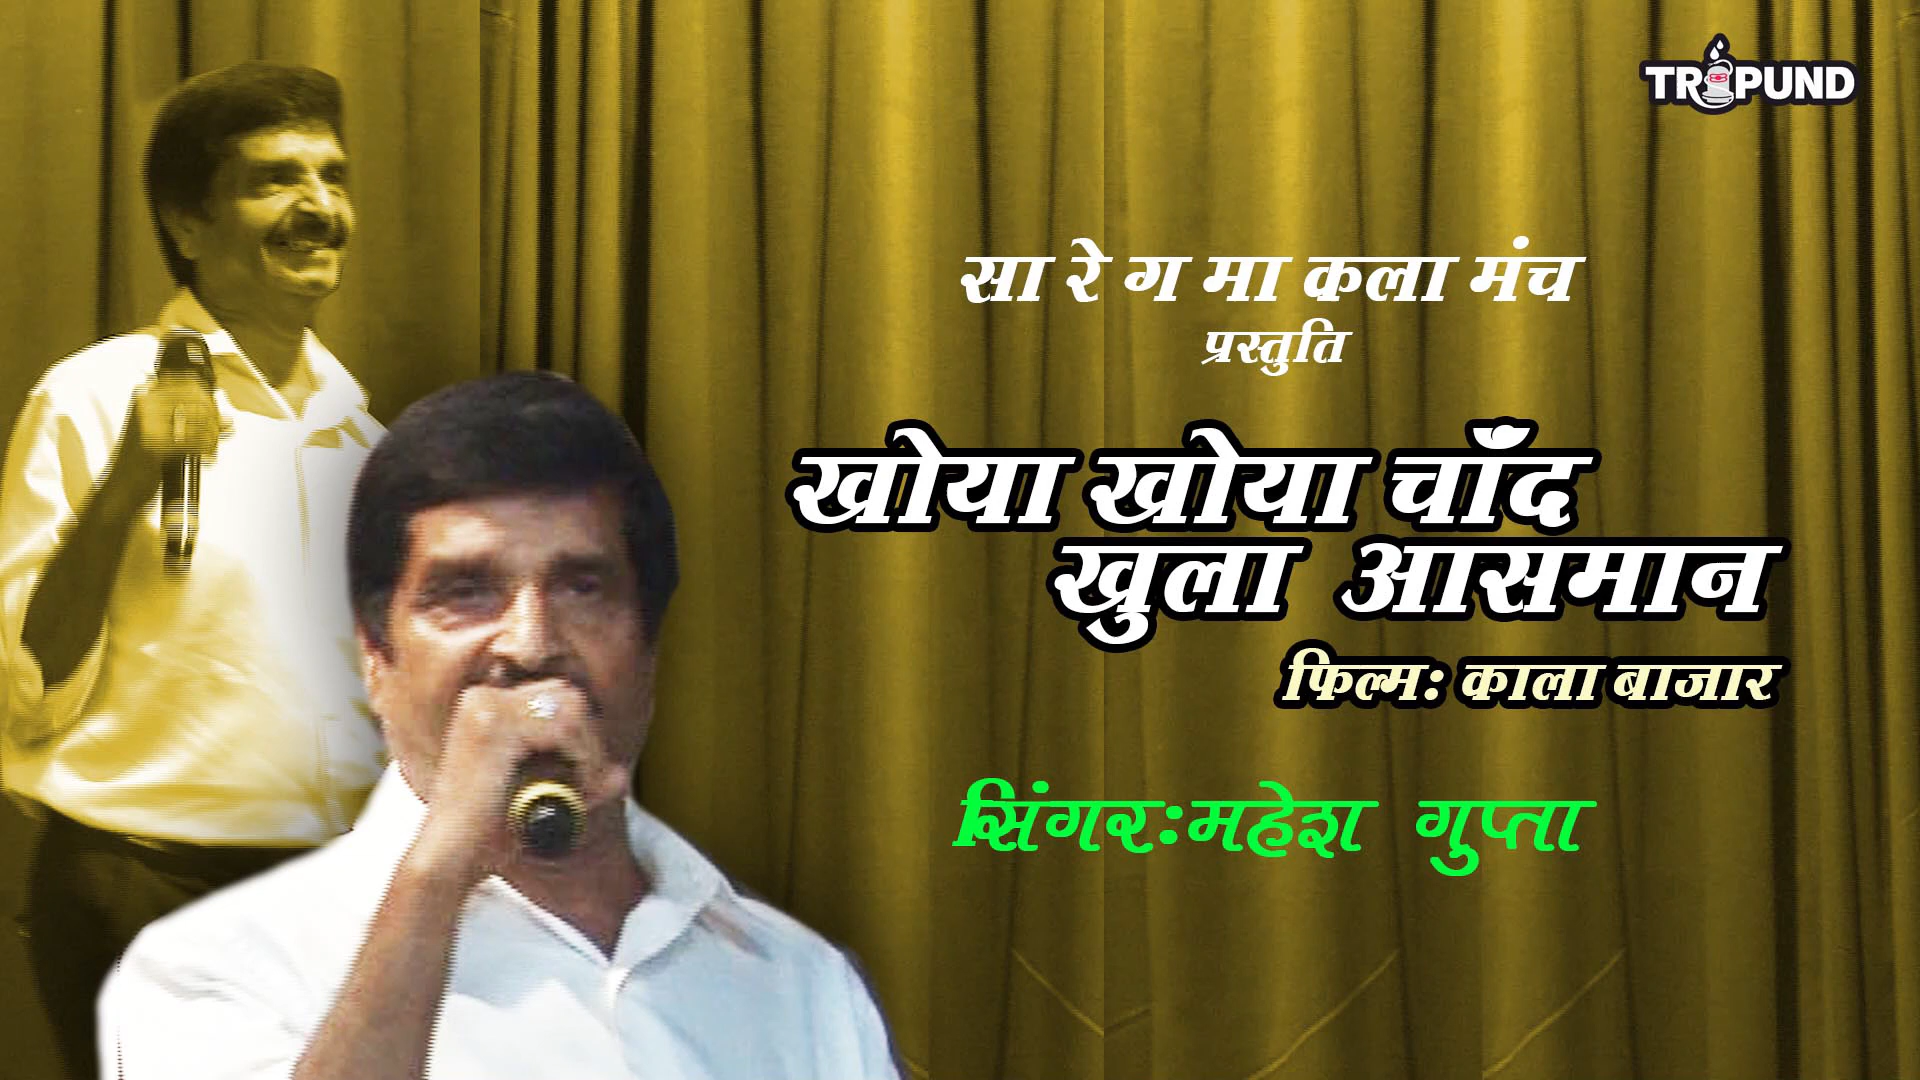 TRIPUND
सा रे ग मा कला मंच
प्रस्तुति
खोया खोया चाँद
खुला आसमान
फिल्म: काला बाजार
सिंगर:महेश गुप्ता